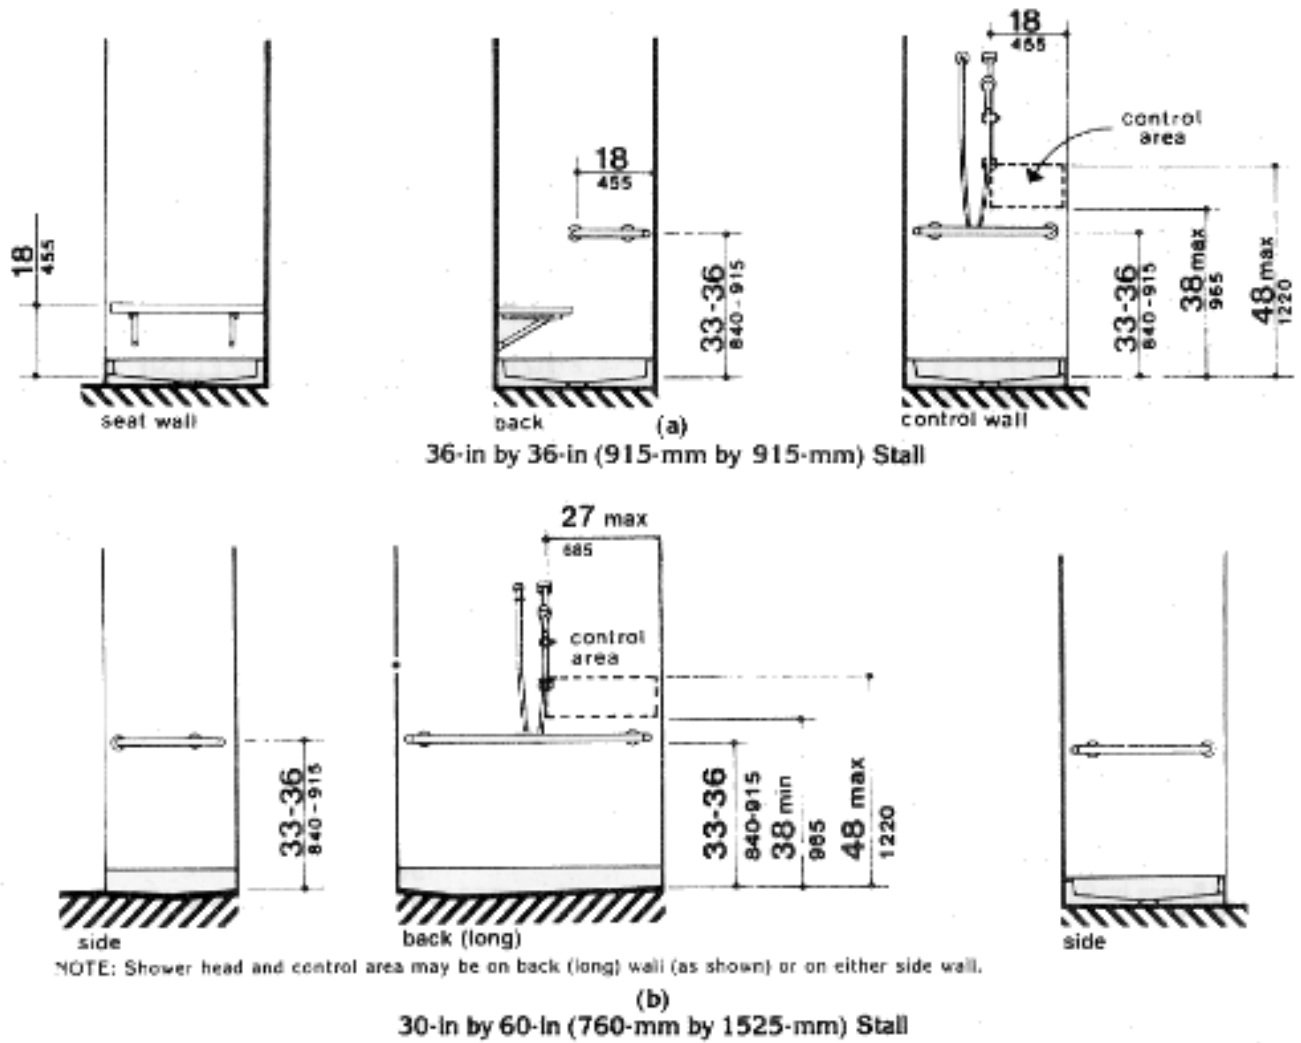 18
455
control
area
18
455
18
455
33-36
840-915
33-36
840-915
38 max
965
48 max
1220
seat wall
back
control wall
(a)
36-in by 36-in (915-mm by 915-mm) Stall
27 max
685
control
area
33-36
840-915
33-36
840-915
38 min
985
48 max
1220
side
back (long)
side
NOTE: Shower head and control area may be on back (long) wall (as shown) or on either side wall.
(b)
30-in by 60-in (760-mm by 1525-mm) Stall